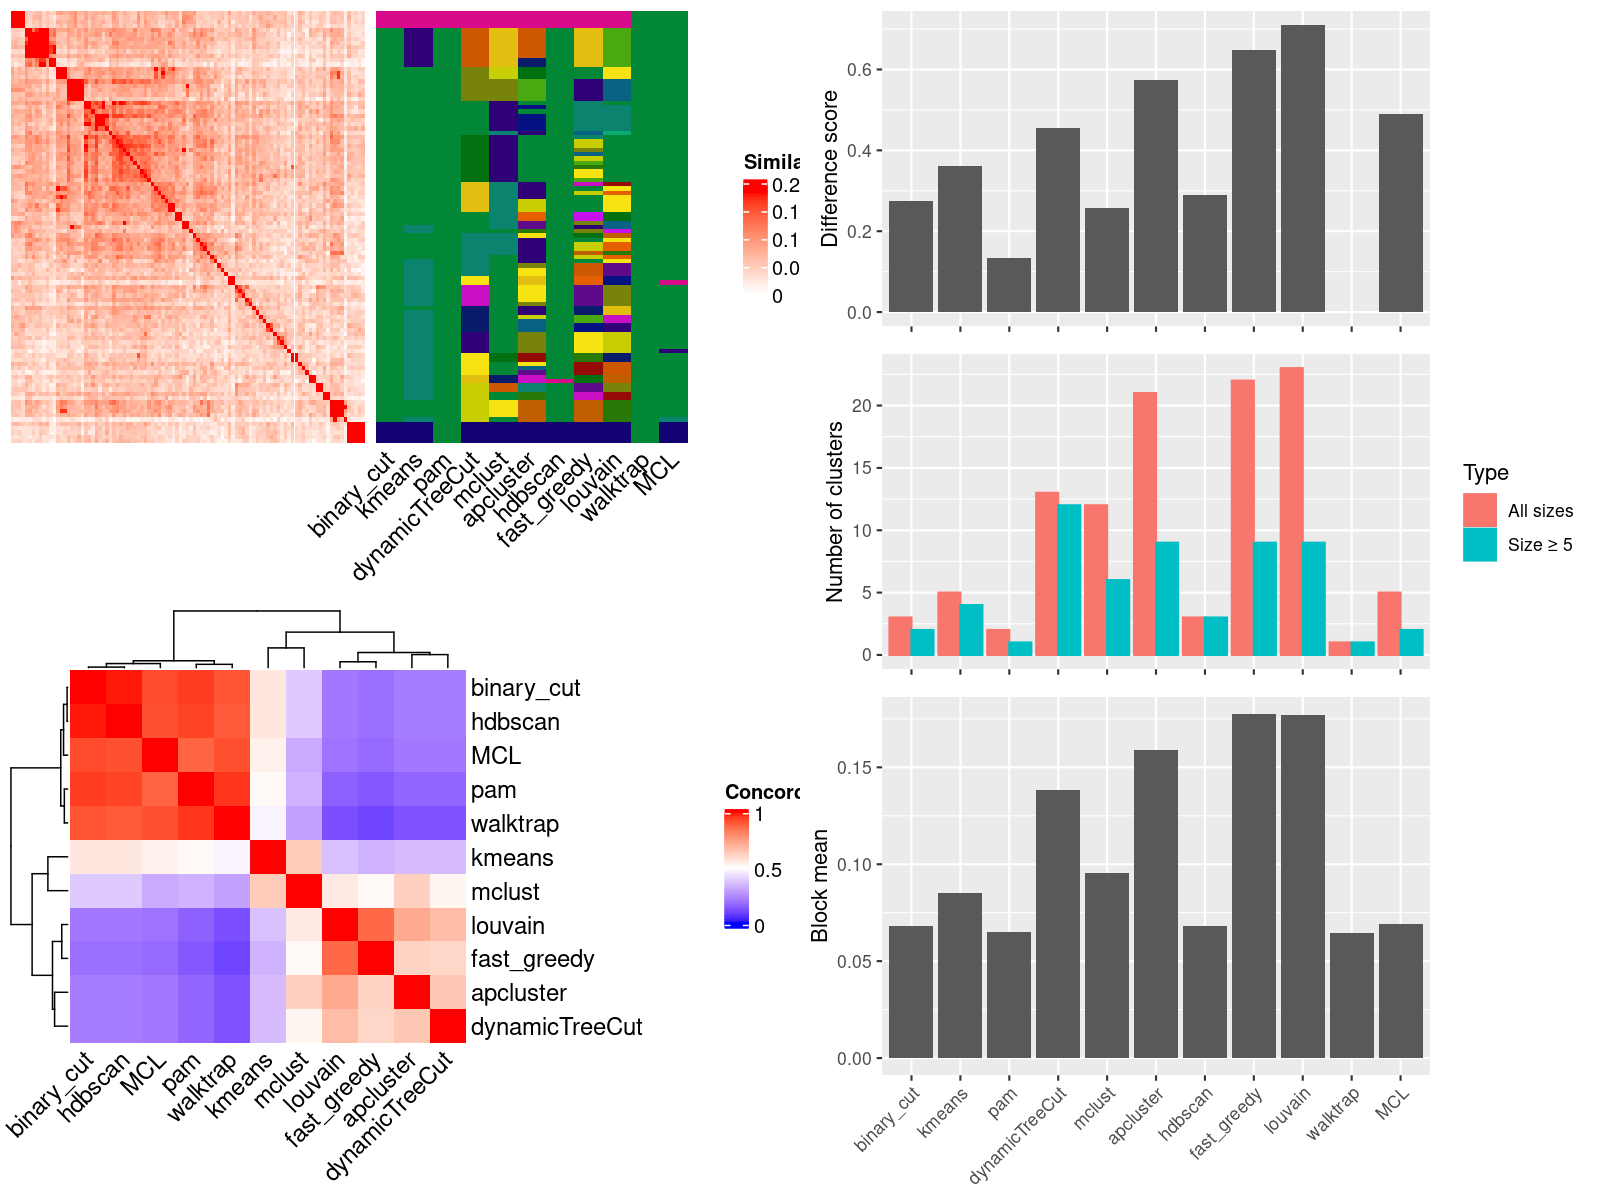 Simila
0.2
0.1
0.1
0.0
0
binary_cut
kmeans
pam
dynamicTreeCut
mclust
apcluster
hdbscan
fast_greedy
louvain
walktrap
MCL
Difference score
0.6
0.4
0.2
0.0
Number of clusters
20
15
10
5
0
Type
All sizes
Size ≥ 5
binary_cut
hdbscan
MCL
pam
walktrap
kmeans
mclust
louvain
fast_greedy
apcluster
dynamicTreeCut
binary_cut
hdbscan
MCL
pam
walktrap
kmeans
mclust
louvain
fast_greedy
apcluster
dynamicTreeCut
Concord
1
0.5
0
Block mean
0.15
0.10
0.05
0.00
binary_cut
kmeans
pam
dynamicTreeCut
mclust
apcluster
hdbscan
fast_greedy
louvain
walktrap
MCL